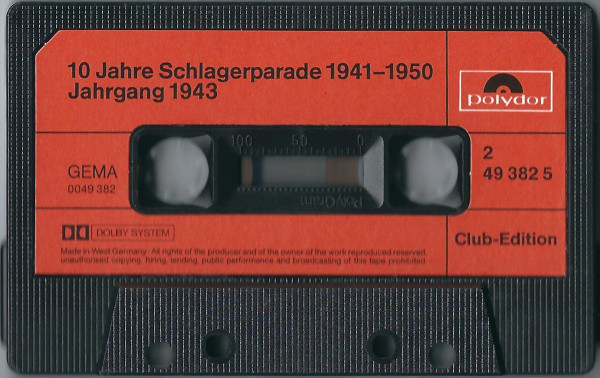 10 Jahre Schlagerparade 1941–1950
Jahrgang 1943
polydor
100 50 0
PolyGram
GEMA
0049 382
2
49 382 5
DOLBY SYSTEM
Club-Edition
Made in West Germany · All rights of the producer and of the owner of the work reproduced reserved.
unauthorised copying, hiring, lending, public performance and broadcasting of this tape prohibited